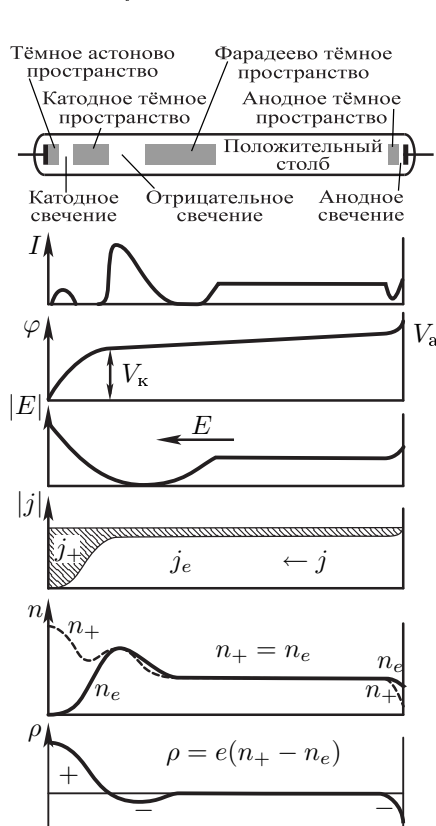 Тёмное астоново
пространство
Фарадеево тёмное
пространство
Катодное тёмное
пространство
Анодное тёмное
пространство
Положительный
столб
Катодное
свечение
Отрицательное
свечение
Анодное
свечение
I
φ
Vк
Vа
|E|
E
|j|
j+
je
← j
n
n+
ne
n+ = ne
ne
n+
ρ
+
ρ = e(n+ − ne)
−
−